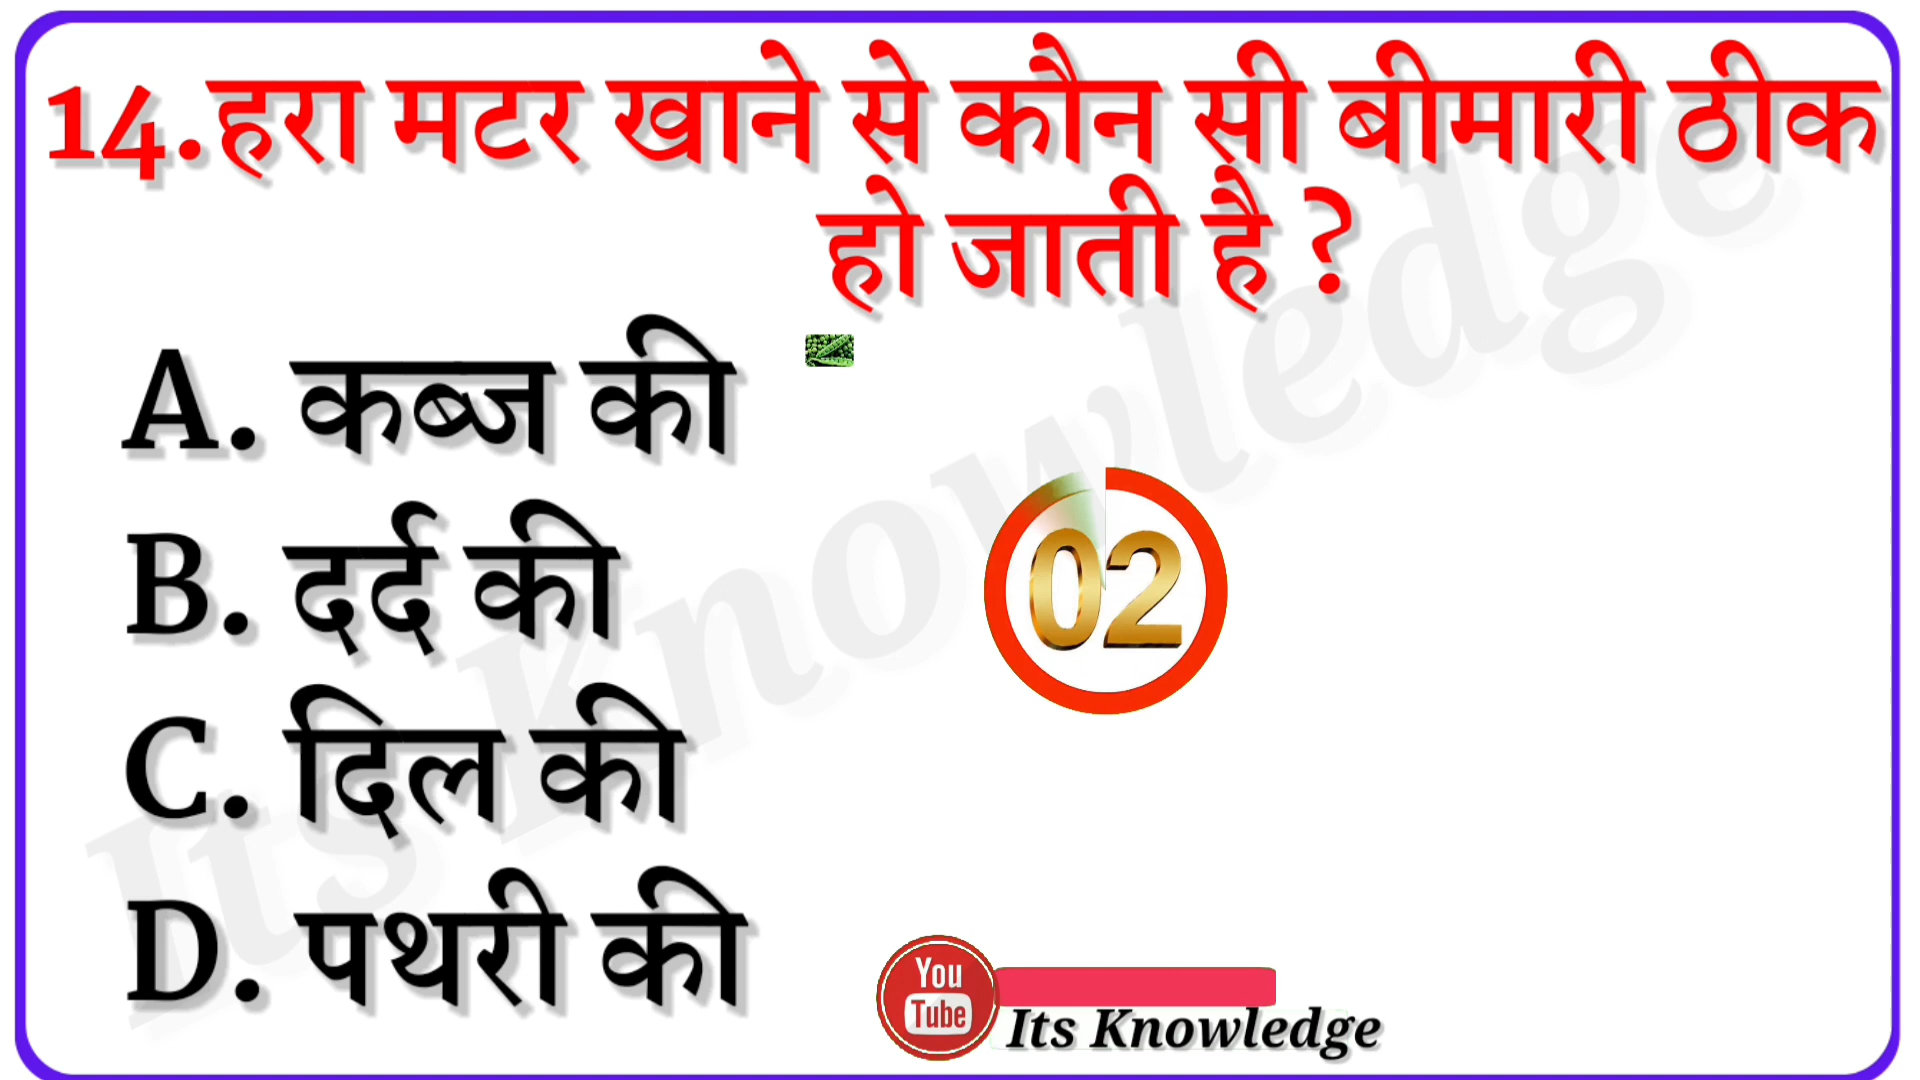 14.हरा मटर खाने से कौन सी बीमारी ठीक
हो जाती है ?
A. कब्ज की
B. दर्द की
C. दिल की
D. पथरी की
02
Its Knowledge
You
Tube
Its Knowledge